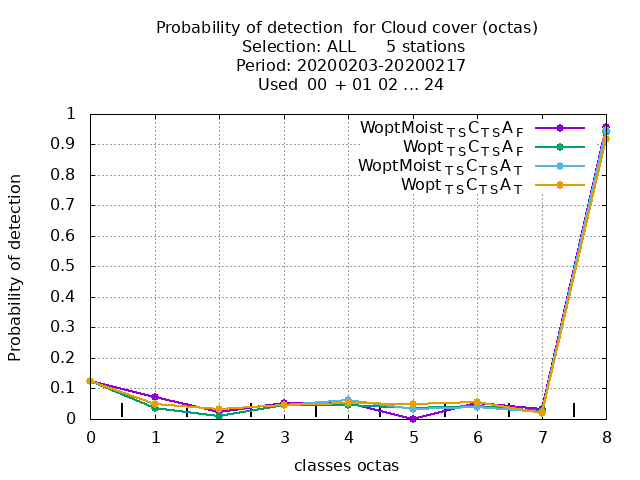 Probability of detection  for Cloud cover (octas)
Selection: ALL      5 stations
Period: 20200203-20200217
Used  00 + 01 02 ... 24
WoptMoist TS C TS A F
Wopt TS C TS A F
WoptMoist TS C TS A T
Wopt TS C TS A T
Probability of detection
1
0.9
0.8
0.7
0.6
0.5
0.4
0.3
0.2
0.1
0
0 1 2 3 4 5 6 7 8
classes octas